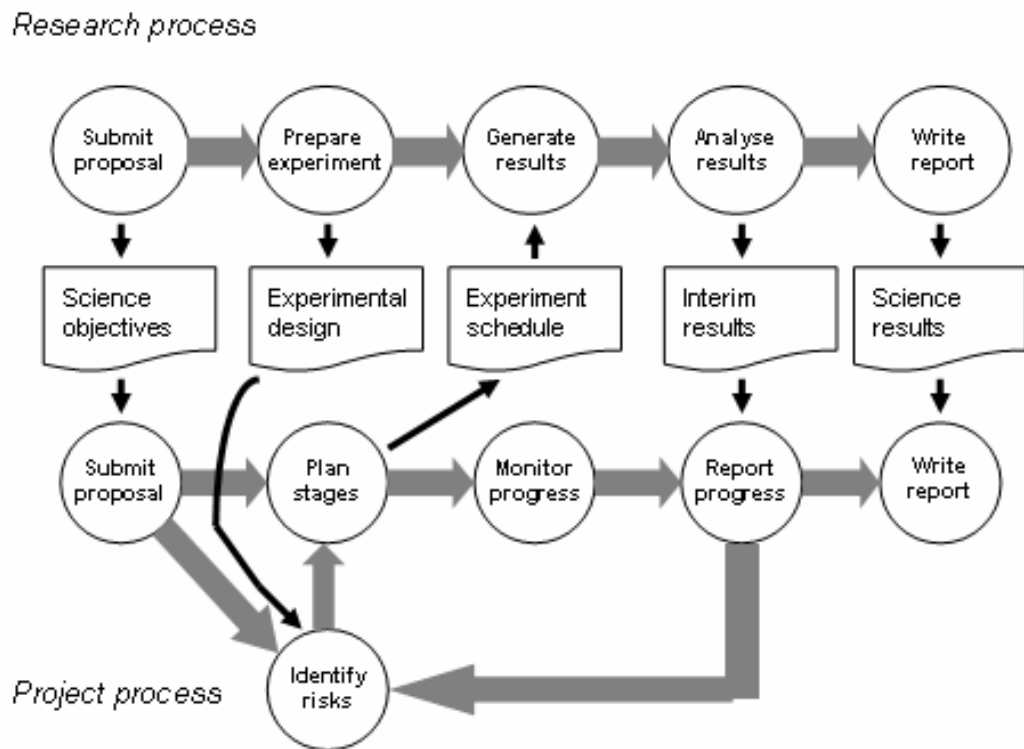 Research process
Submit
proposal
Prepare
experiment
Generate
results
Analyse
results
Write
report
Science
objectives
Experimental
design
Experiment
schedule
Interim
results
Science
results
Submit
proposal
Plan
stages
Monitor
progress
Report
progress
Write
report
Identify
risks
Project process